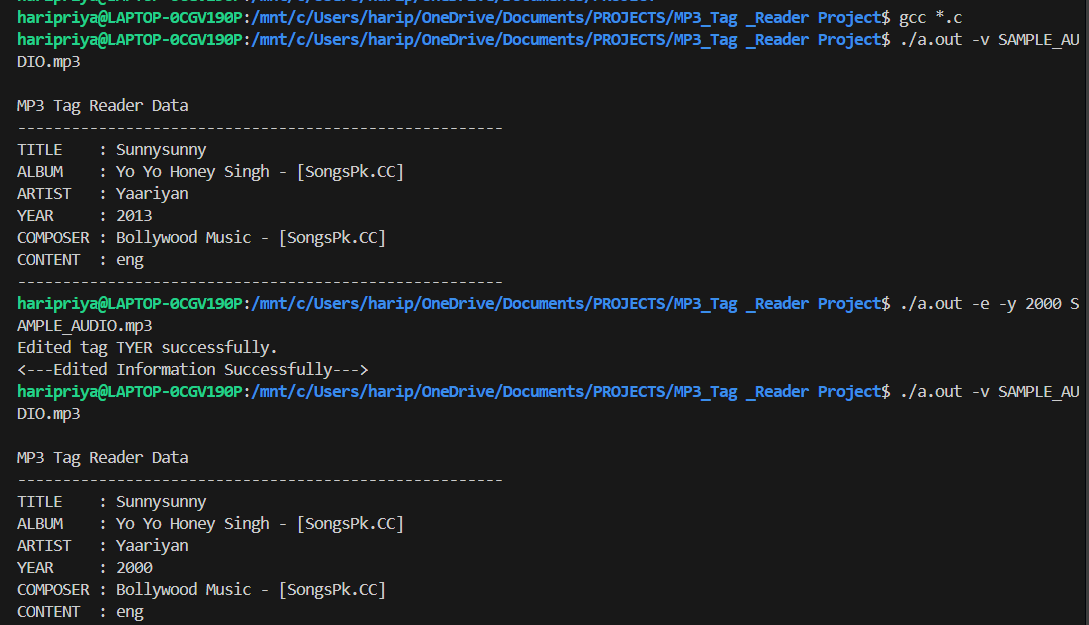 haripriya@LAPTOP-0CGV190P:/mnt/c/Users/harip/OneDrive/Documents/PROJECTS/MP3_Tag _Reader Project$ gcc *.c
haripriya@LAPTOP-0CGV190P:/mnt/c/Users/harip/OneDrive/Documents/PROJECTS/MP3_Tag _Reader Project$ ./a.out -v SAMPLE_AU
DIO.mp3
MP3 Tag Reader Data
------------------------------------------------------
TITLE    : Sunnysunny
ALBUM    : Yo Yo Honey Singh - [SongsPk.CC]
ARTIST   : Yaariyan
YEAR     : 2013
COMPOSER : Bollywood Music - [SongsPk.CC]
CONTENT  : eng
------------------------------------------------------
haripriya@LAPTOP-0CGV190P:/mnt/c/Users/harip/OneDrive/Documents/PROJECTS/MP3_Tag _Reader Project$ ./a.out -e -y 2000 S
AMPLE_AUDIO.mp3
Edited tag TYER successfully.
<---Edited Information Successfully--->
haripriya@LAPTOP-0CGV190P:/mnt/c/Users/harip/OneDrive/Documents/PROJECTS/MP3_Tag _Reader Project$ ./a.out -v SAMPLE_AU
DIO.mp3
MP3 Tag Reader Data
------------------------------------------------------
TITLE    : Sunnysunny
ALBUM    : Yo Yo Honey Singh - [SongsPk.CC]
ARTIST   : Yaariyan
YEAR     : 2000
COMPOSER : Bollywood Music - [SongsPk.CC]
CONTENT  : eng